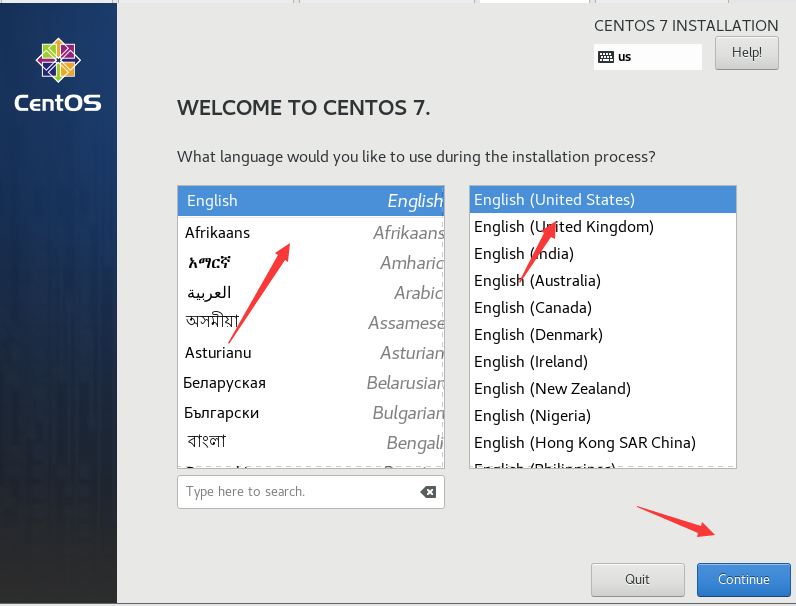 CENTOS 7 INSTALLATION
us
Help!
CentOS
WELCOME TO CENTOS 7.
What language would you like to use during the installation process?
English English
Afrikaans Afrikaans
አማርኛ Amharic
العربية Arabic
অসমীয়া Assamese
Asturianu Asturian
Беларуская Belarusian
Български Bulgarian
বাংলা Bengali
Type here to search.
English (United States)
English (United Kingdom)
English (India)
English (Australia)
English (Canada)
English (Denmark)
English (Ireland)
English (New Zealand)
English (Nigeria)
English (Hong Kong SAR China)
English (Philippines)
Quit
Continue